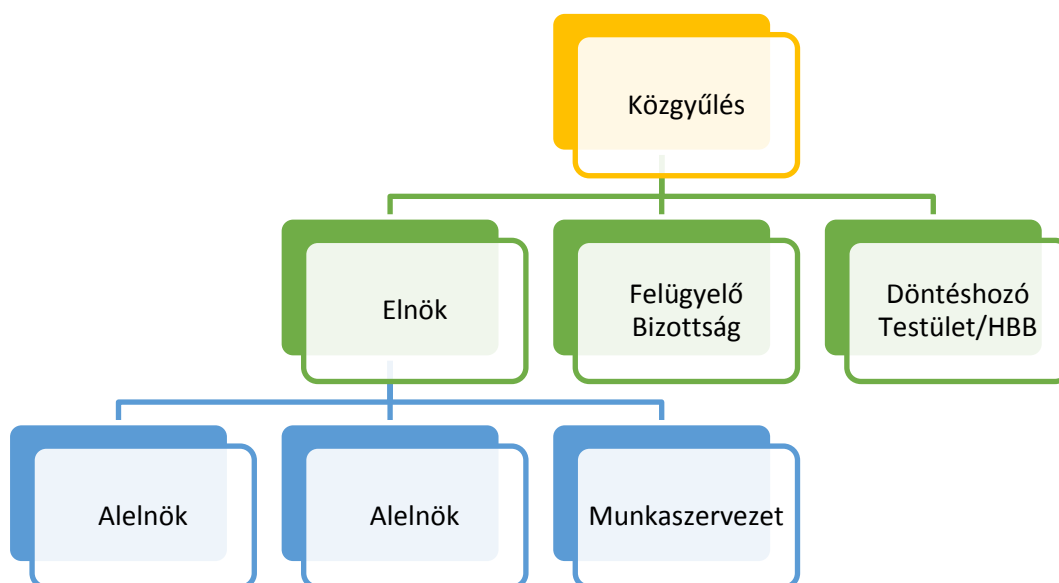 Közgyűlés
Elnök
Felügyelő
Bizottság
Döntéshozó
Testület/HBB
Alelnök
Alelnök
Munkaszervezet